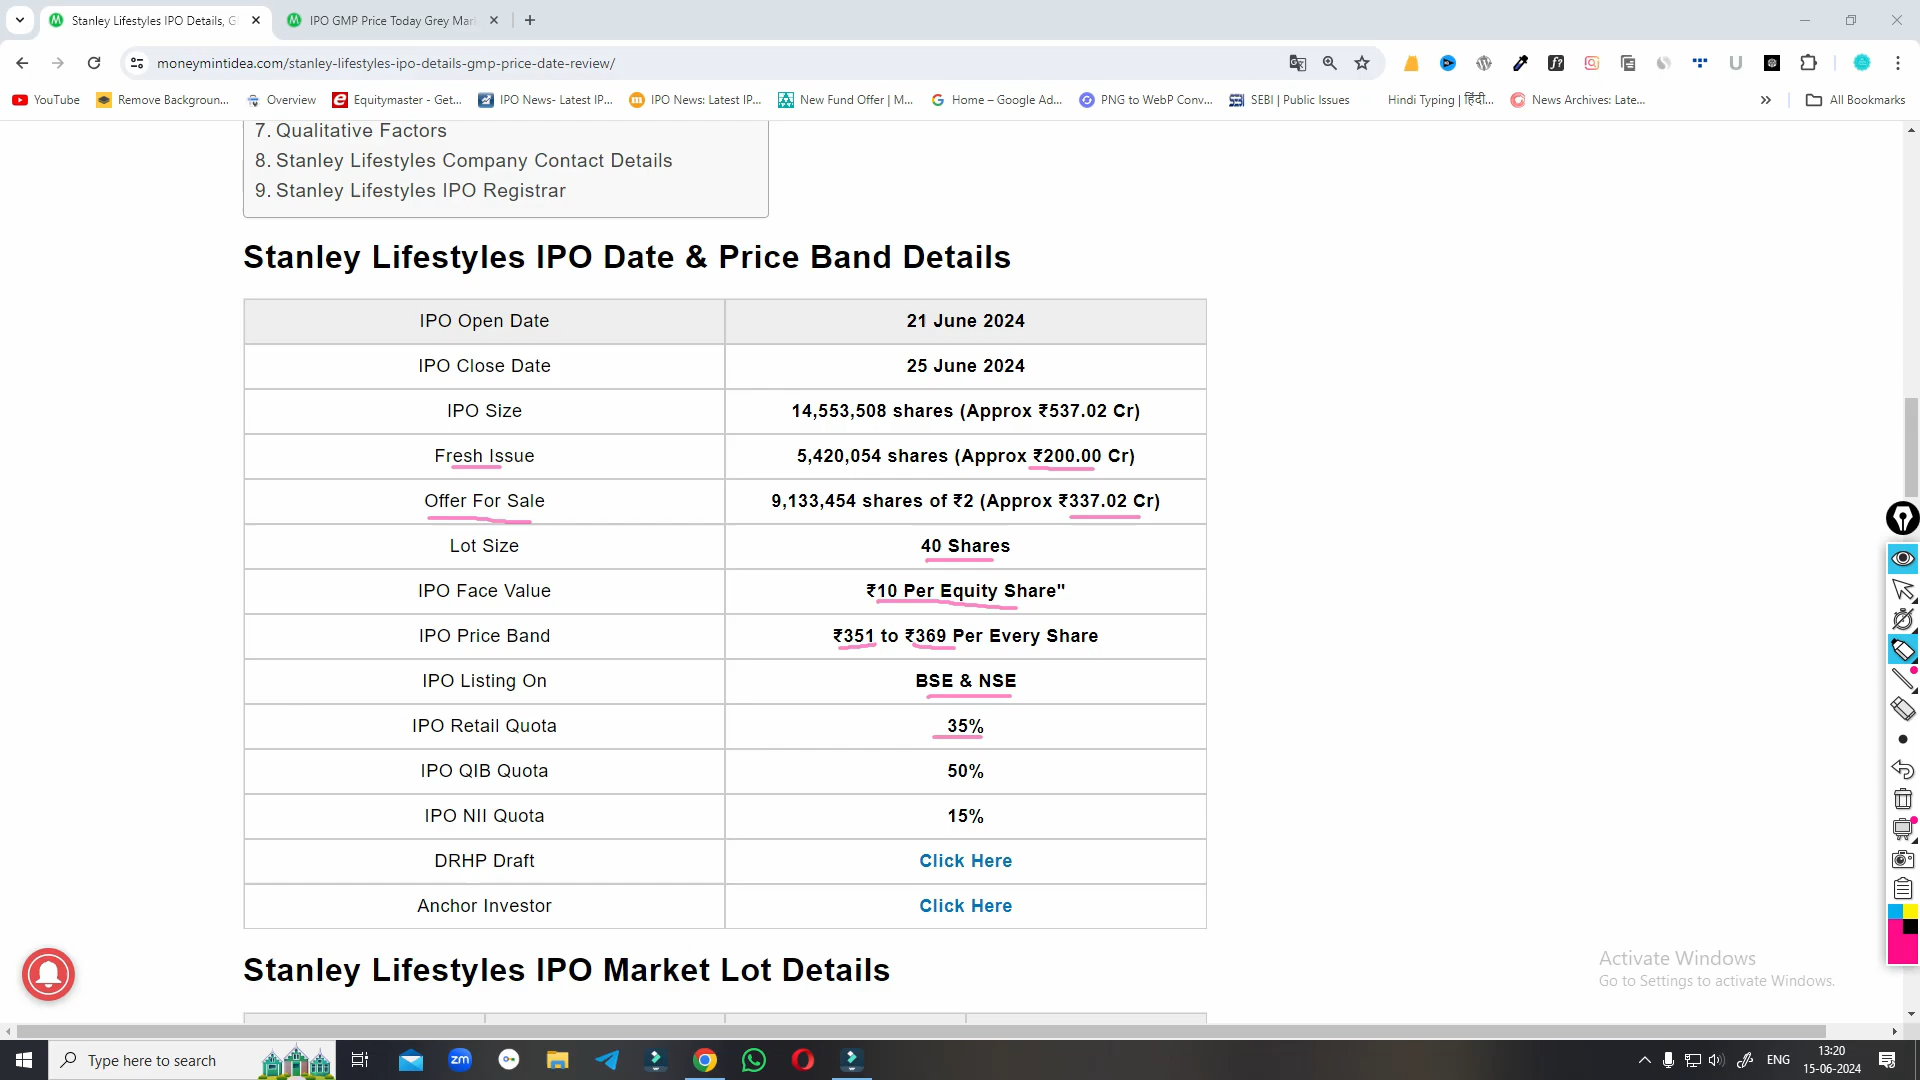 Stanley Lifestyles IPO Details, G
IPO GMP Price Today Grey Mar
moneymintidea.com/stanley-lifestyles-ipo-details-gmp-price-date-review/
YouTube
Remove Backgroun...
Overview
Equitymaster - Get...
IPO News- Latest IP...
IPO News: Latest IP...
New Fund Offer | M...
Home – Google Ad...
PNG to WebP Conv...
SEBI | Public Issues
Hindi Typing | हिंदी...
News Archives: Late...
All Bookmarks
7. Qualitative Factors
8. Stanley Lifestyles Company Contact Details
9. Stanley Lifestyles IPO Registrar
Stanley Lifestyles IPO Date & Price Band Details
IPO Open Date 21 June 2024
IPO Close Date 25 June 2024
IPO Size 14,553,508 shares (Approx ₹537.02 Cr)
Fresh Issue 5,420,054 shares (Approx ₹200.00 Cr)
Offer For Sale 9,133,454 shares of ₹2 (Approx ₹337.02 Cr)
Lot Size 40 Shares
IPO Face Value ₹10 Per Equity Share"
IPO Price Band ₹351 to ₹369 Per Every Share
IPO Listing On BSE & NSE
IPO Retail Quota 35%
IPO QIB Quota 50%
IPO NII Quota 15%
DRHP Draft Click Here
Anchor Investor Click Here
Stanley Lifestyles IPO Market Lot Details
Activate Windows
Go to Settings to activate Windows.
Type here to search
zm
ENG
13:20
15-06-2024